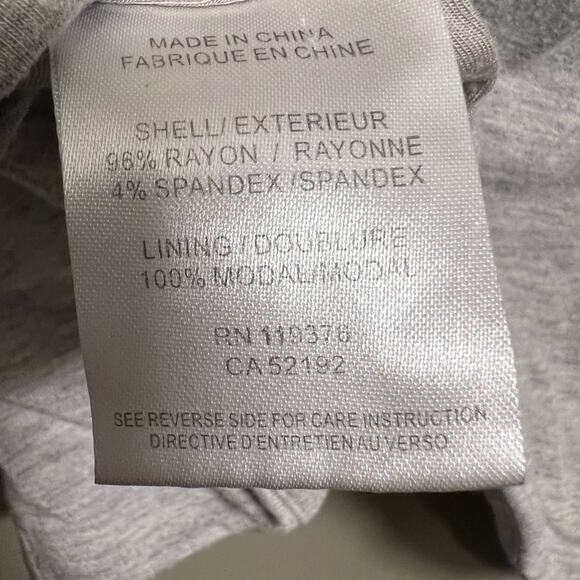 MADE IN CHINA
FABRIQUE EN CHINE
SHELL/EXTERIEUR
96% RAYON / RAYONNE
4% SPANDEX/SPANDEX
LINING/DOUBLURE
100% MODAL/MODAL
RN 119376
CA 52192
SEE REVERSE SIDE FOR CARE INSTRUCTION
DIRECTIVE D'ENTRETIEN AU VERSO